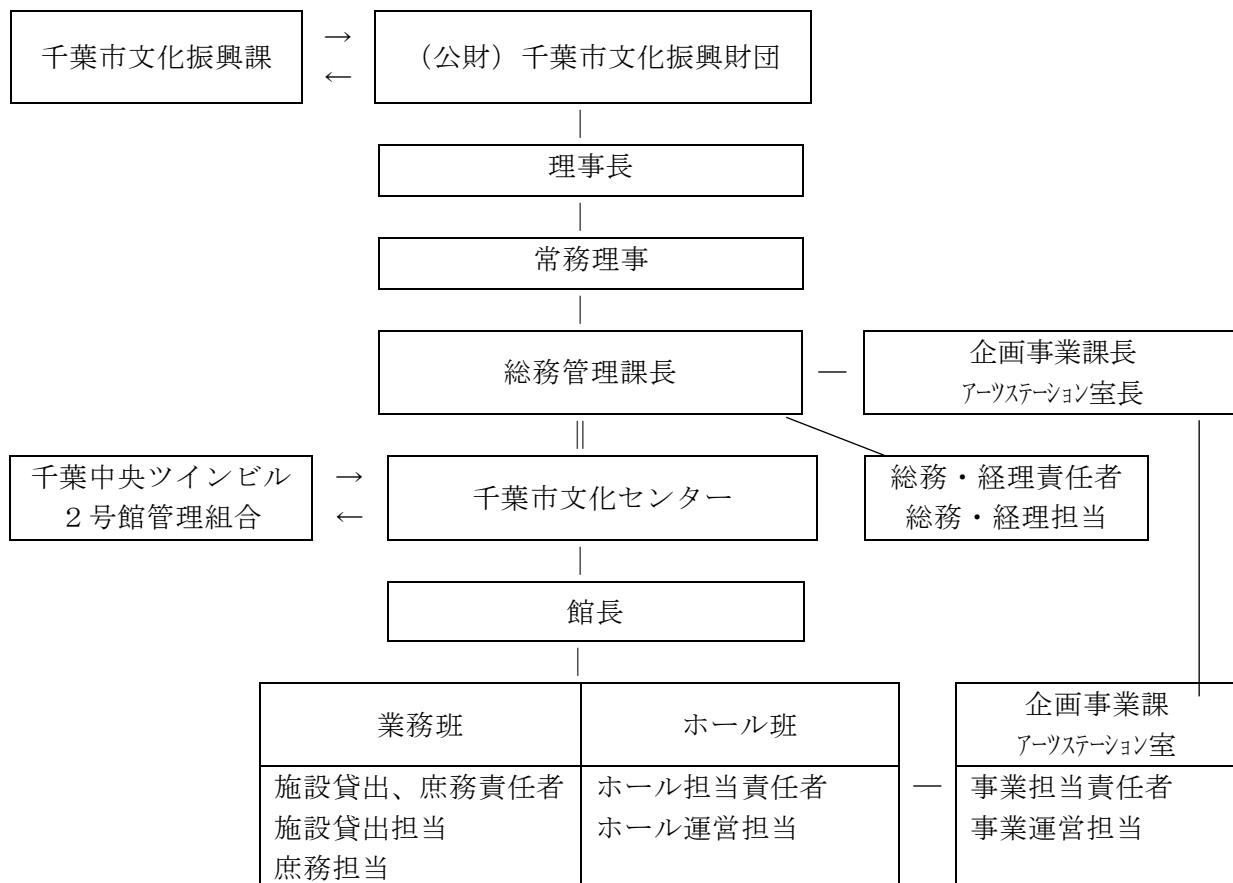 千葉市文化振興課
→
←
（公財）千葉市文化振興財団
｜
理事長
｜
常務理事
｜
総務管理課長
―
企画事業課長
ｱｰﾂｽﾃｰｼｮﾝ室長
||
千葉中央ツインビル
２号館管理組合
→
←
千葉市文化センター
総務・経理責任者
総務・経理担当
｜
館長
｜
業務班
ホール班
企画事業課
ｱｰﾂｽﾃｰｼｮﾝ室
施設貸出、庶務責任者
施設貸出担当
庶務担当
ホール担当責任者
ホール運営担当
―
事業担当責任者
事業運営担当